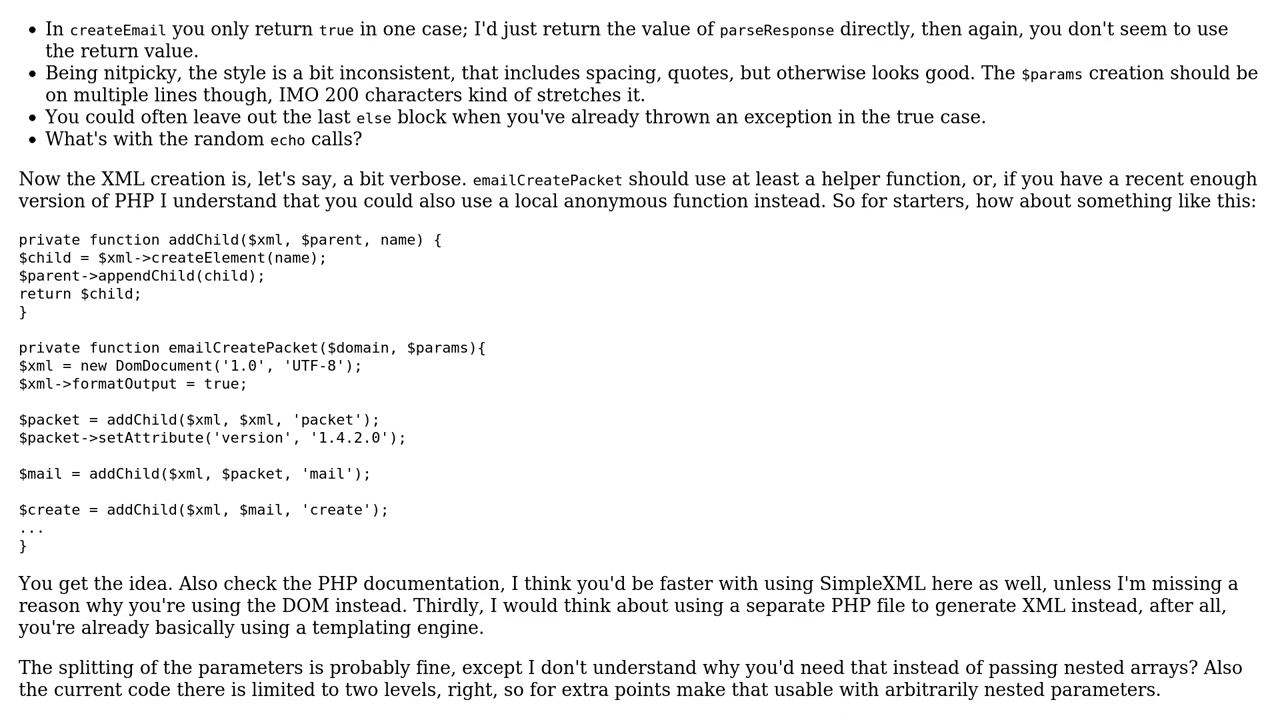 In createEmail you only return true in one case; I'd just return the value of parseResponse directly, then again, you don't seem to use
the return value.
Being nitpicky, the style is a bit inconsistent, that includes spacing, quotes, but otherwise looks good. The $params creation should be
on multiple lines though, IMO 200 characters kind of stretches it.
You could often leave out the last else block when you've already thrown an exception in the true case.
What's with the random echo calls?
Now the XML creation is, let's say, a bit verbose. emailCreatePacket should use at least a helper function, or, if you have a recent enough
version of PHP I understand that you could also use a local anonymous function instead. So for starters, how about something like this:
private function addChild($xml, $parent, name) {
$child = $xml->createElement(name);
$parent->appendChild(child);
return $child;
}
private function emailCreatePacket($domain, $params){
$xml = new DomDocument('1.0', 'UTF-8');
$xml->formatOutput = true;
$packet = addChild($xml, $xml, 'packet');
$packet->setAttribute('version', '1.4.2.0');
$mail = addChild($xml, $packet, 'mail');
$create = addChild($xml, $mail, 'create');
...
}
You get the idea. Also check the PHP documentation, I think you'd be faster with using SimpleXML here as well, unless I'm missing a
reason why you're using the DOM instead. Thirdly, I would think about using a separate PHP file to generate XML instead, after all,
you're already basically using a templating engine.
The splitting of the parameters is probably fine, except I don't understand why you'd need that instead of passing nested arrays? Also
the current code there is limited to two levels, right, so for extra points make that usable with arbitrarily nested parameters.